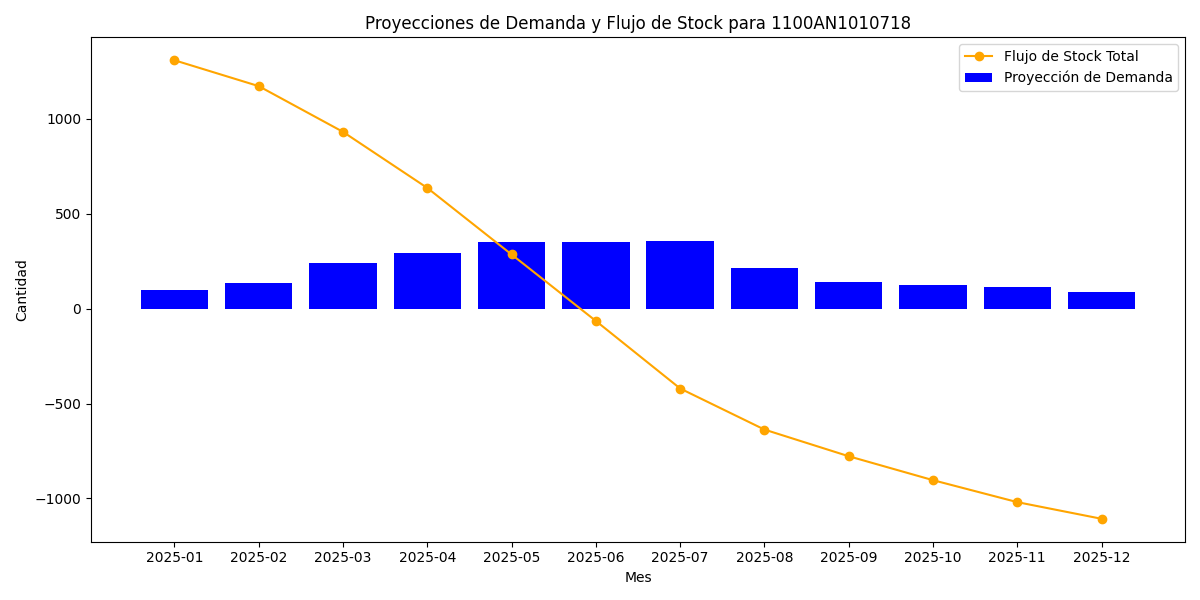 Proyecciones de Demanda y Flujo de Stock para 1100AN1010718
Flujo de Stock Total
Proyección de Demanda
Cantidad
1000
500
0
−500
−1000
2025-01 2025-02 2025-03 2025-04 2025-05 2025-06 2025-07 2025-08 2025-09 2025-10 2025-11 2025-12
Mes